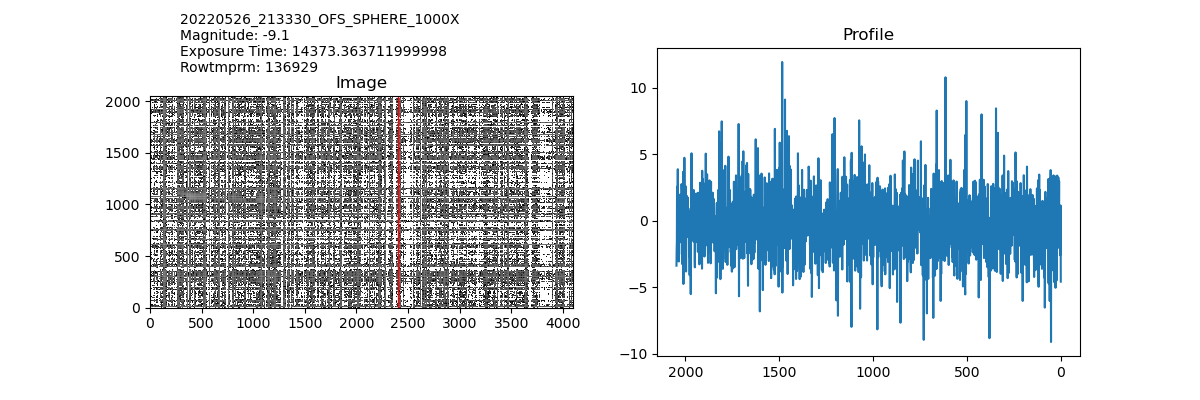 20220526_213330_OFS_SPHERE_1000X
Magnitude: -9.1
Exposure Time: 14373.363711999998
Rowtmprm: 136929
Image
2000
1500
1000
500
0
0 500 1000 1500 2000 2500 3000 3500 4000
Profile
10
5
0
−5
−10
2000 1500 1000 500 0